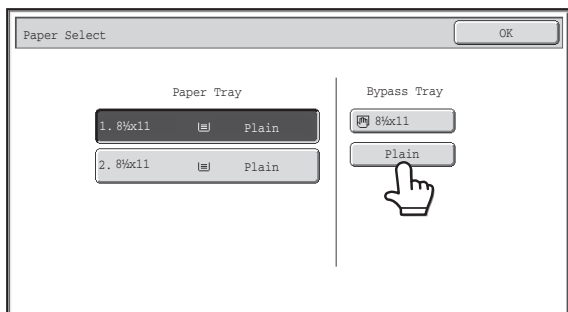 Paper Select
OK
Paper Tray
1. 8½x11 Plain
2. 8½x11 Plain
Bypass Tray
8½x11
Plain